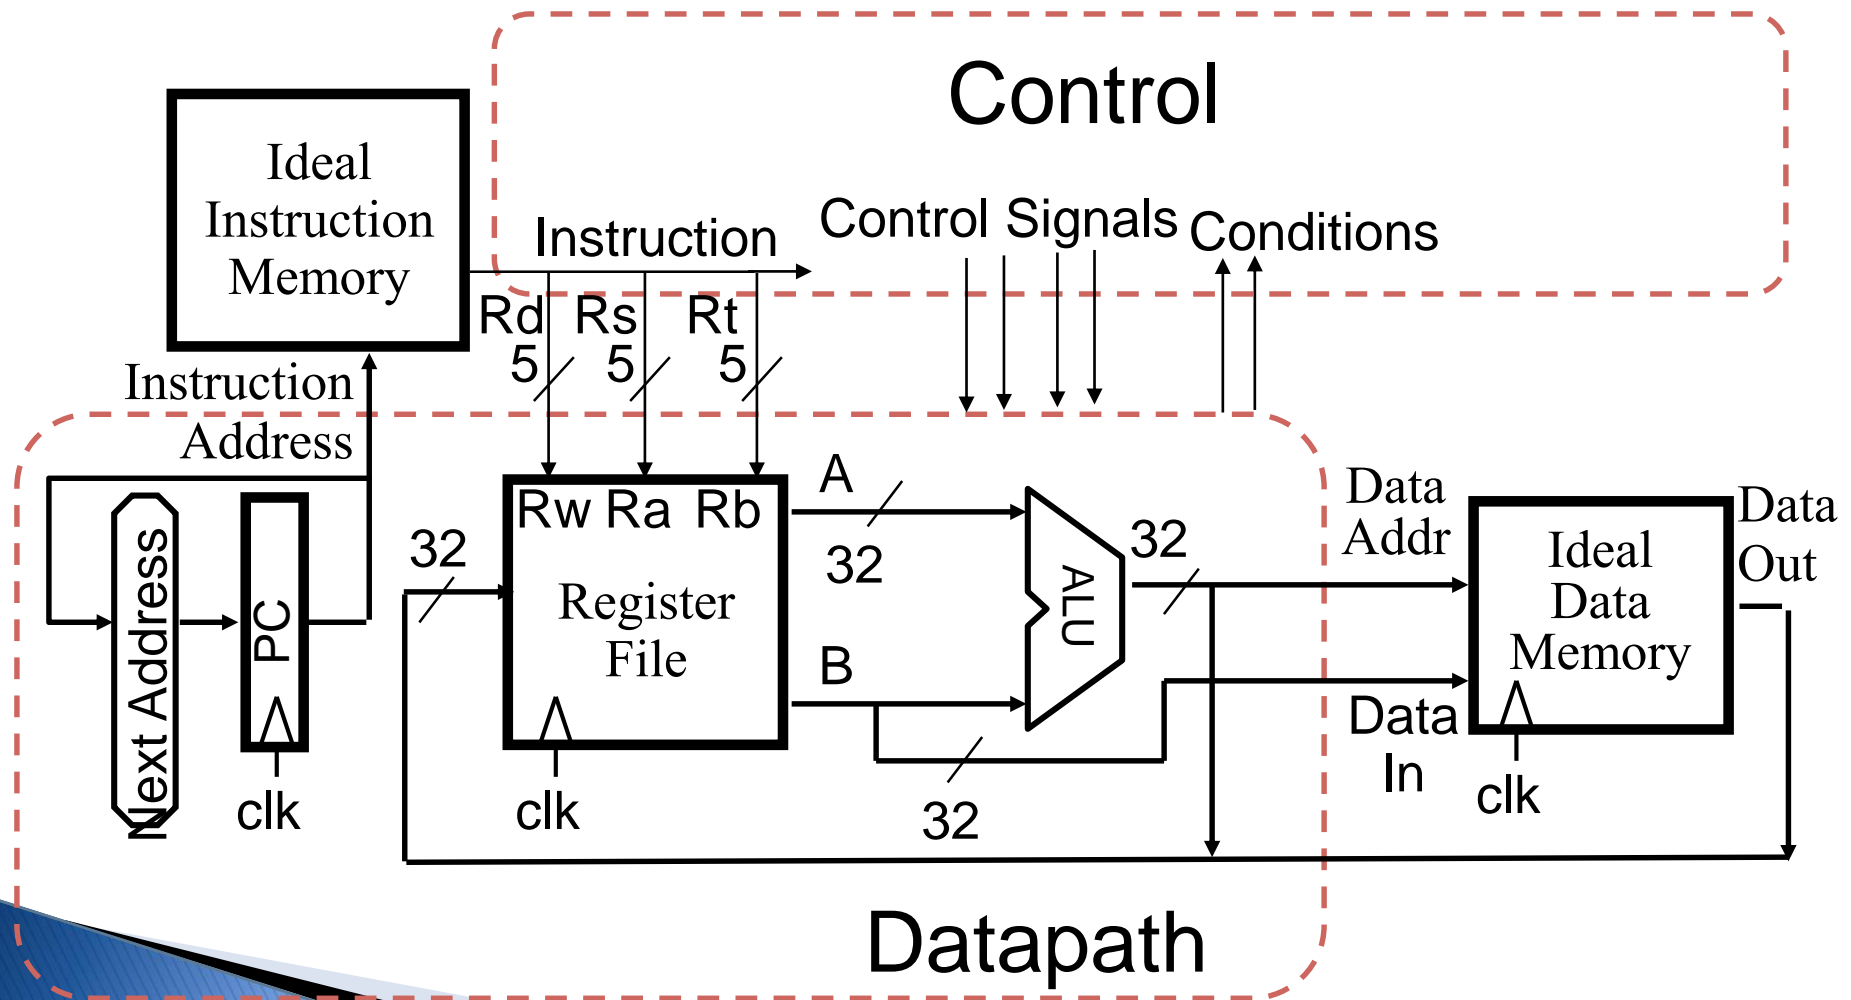 Control
Ideal
Instruction
Memory
Instruction
Control Signals
Conditions
Rd
Rs
Rt
5
5
5
Instruction
Address
Next Address
PC
clk
32
Rw Ra Rb
Register
File
clk
A
32
B
32
ALU
32
Data
Addr
Data
In
Ideal
Data
Memory
clk
Data
Out
Datapath